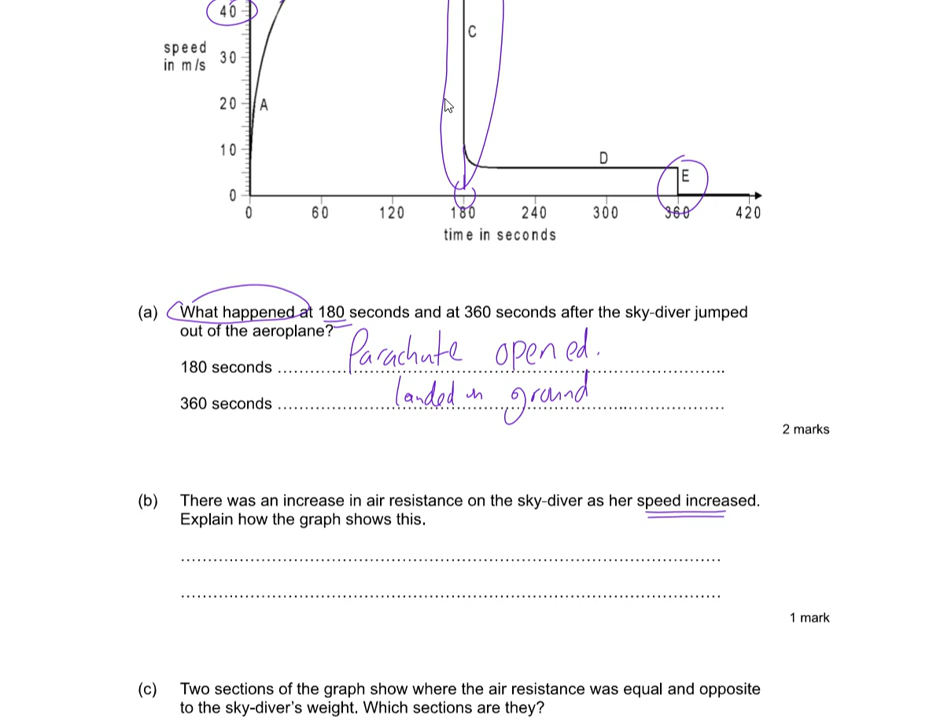 40
C
speed
in m/s
30
20
A
10
D
E
0
0 60 120 180 240 300 360 420
time in seconds
(a) What happened at 180 seconds and at 360 seconds after the sky-diver jumped
out of the aeroplane?
180 seconds Parachute opened.
360 seconds landed on ground
2 marks
(b) There was an increase in air resistance on the sky-diver as her speed increased.
Explain how the graph shows this.
1 mark
(c) Two sections of the graph show where the air resistance was equal and opposite
to the sky-diver's weight. Which sections are they?